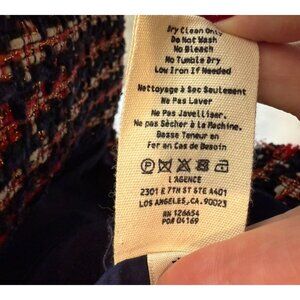 Dry Clean Only
Do Not Wash
No Bleach
No Tumble Dry
Low Iron If Needed
Nettoyage à Sec Seulement
Ne Pas Laver
Ne Pas Javelliser.
Ne pas Sècher à la Machine.
Basse Teneur en
Fer en Cas de Besoin
L'AGENCE
2301 E 7TH ST STE A401
LOS ANGELES, CA. 90023
RN 126654
PO# 04169